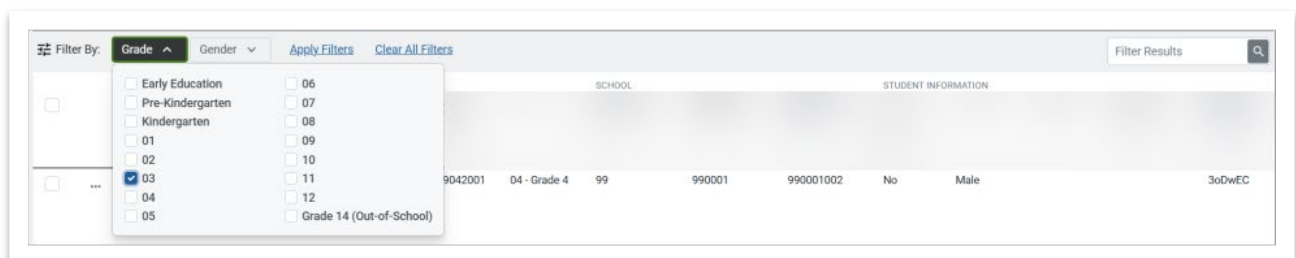 Filter By: Grade Gender Apply Filters Clear All Filters Filter Results
Early Education 06
Pre-Kindergarten 07
SCHOOL STUDENT INFORMATION
Kindergarten 08
01 09
02 10
03 11
... 9042001 04 - Grade 4 99 990001 990001002 No Male 3oDwEC
04 12
05 Grade 14 (Out-of-School)